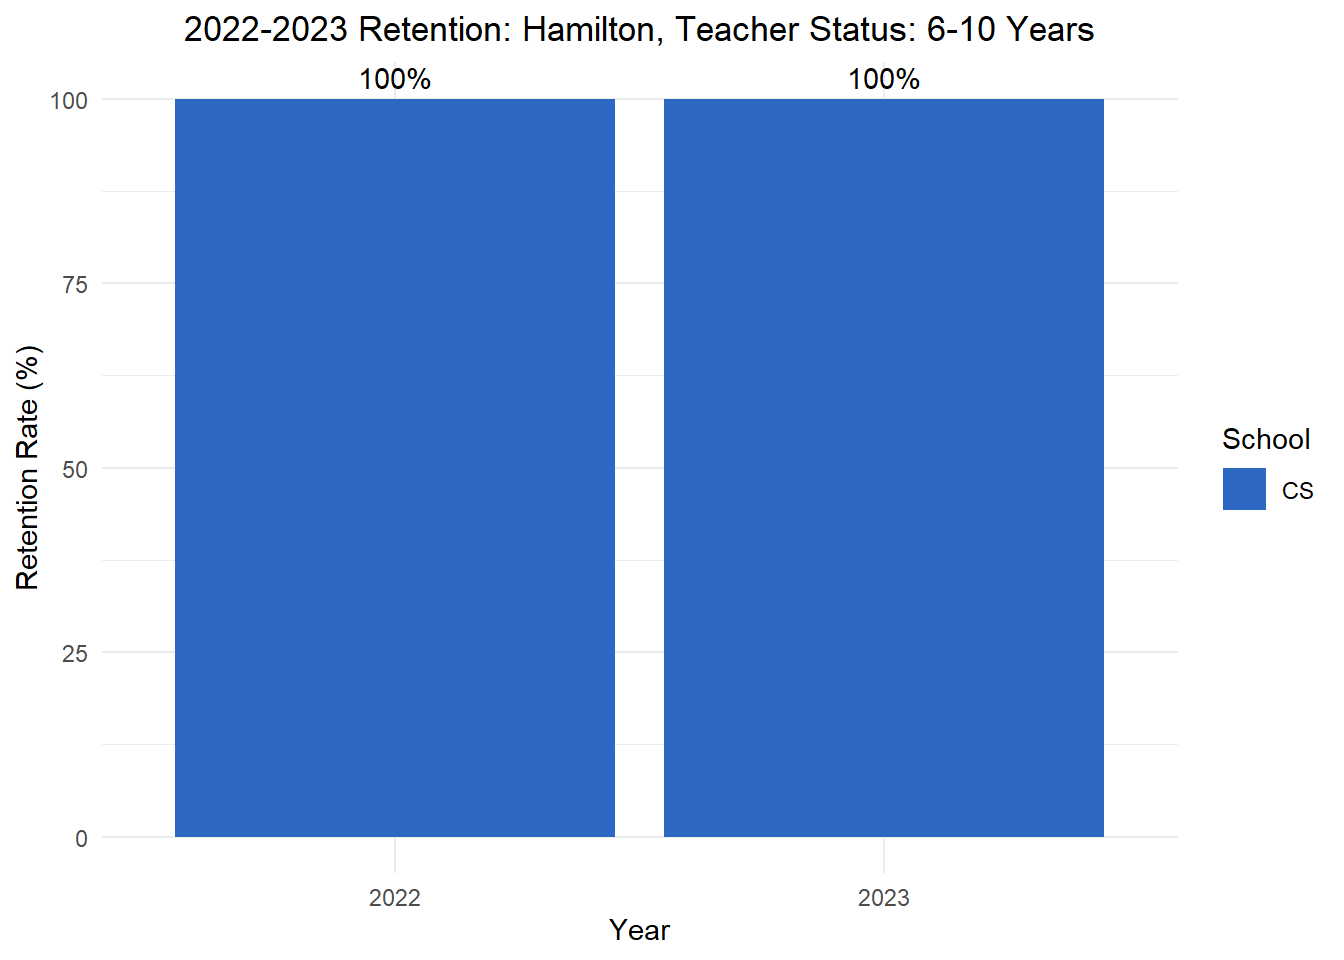 2022-2023 Retention: Hamilton, Teacher Status: 6-10 Years
100%
100%
100
75
50
25
0
Retention Rate (%)
2022
2023
Year
School
CS